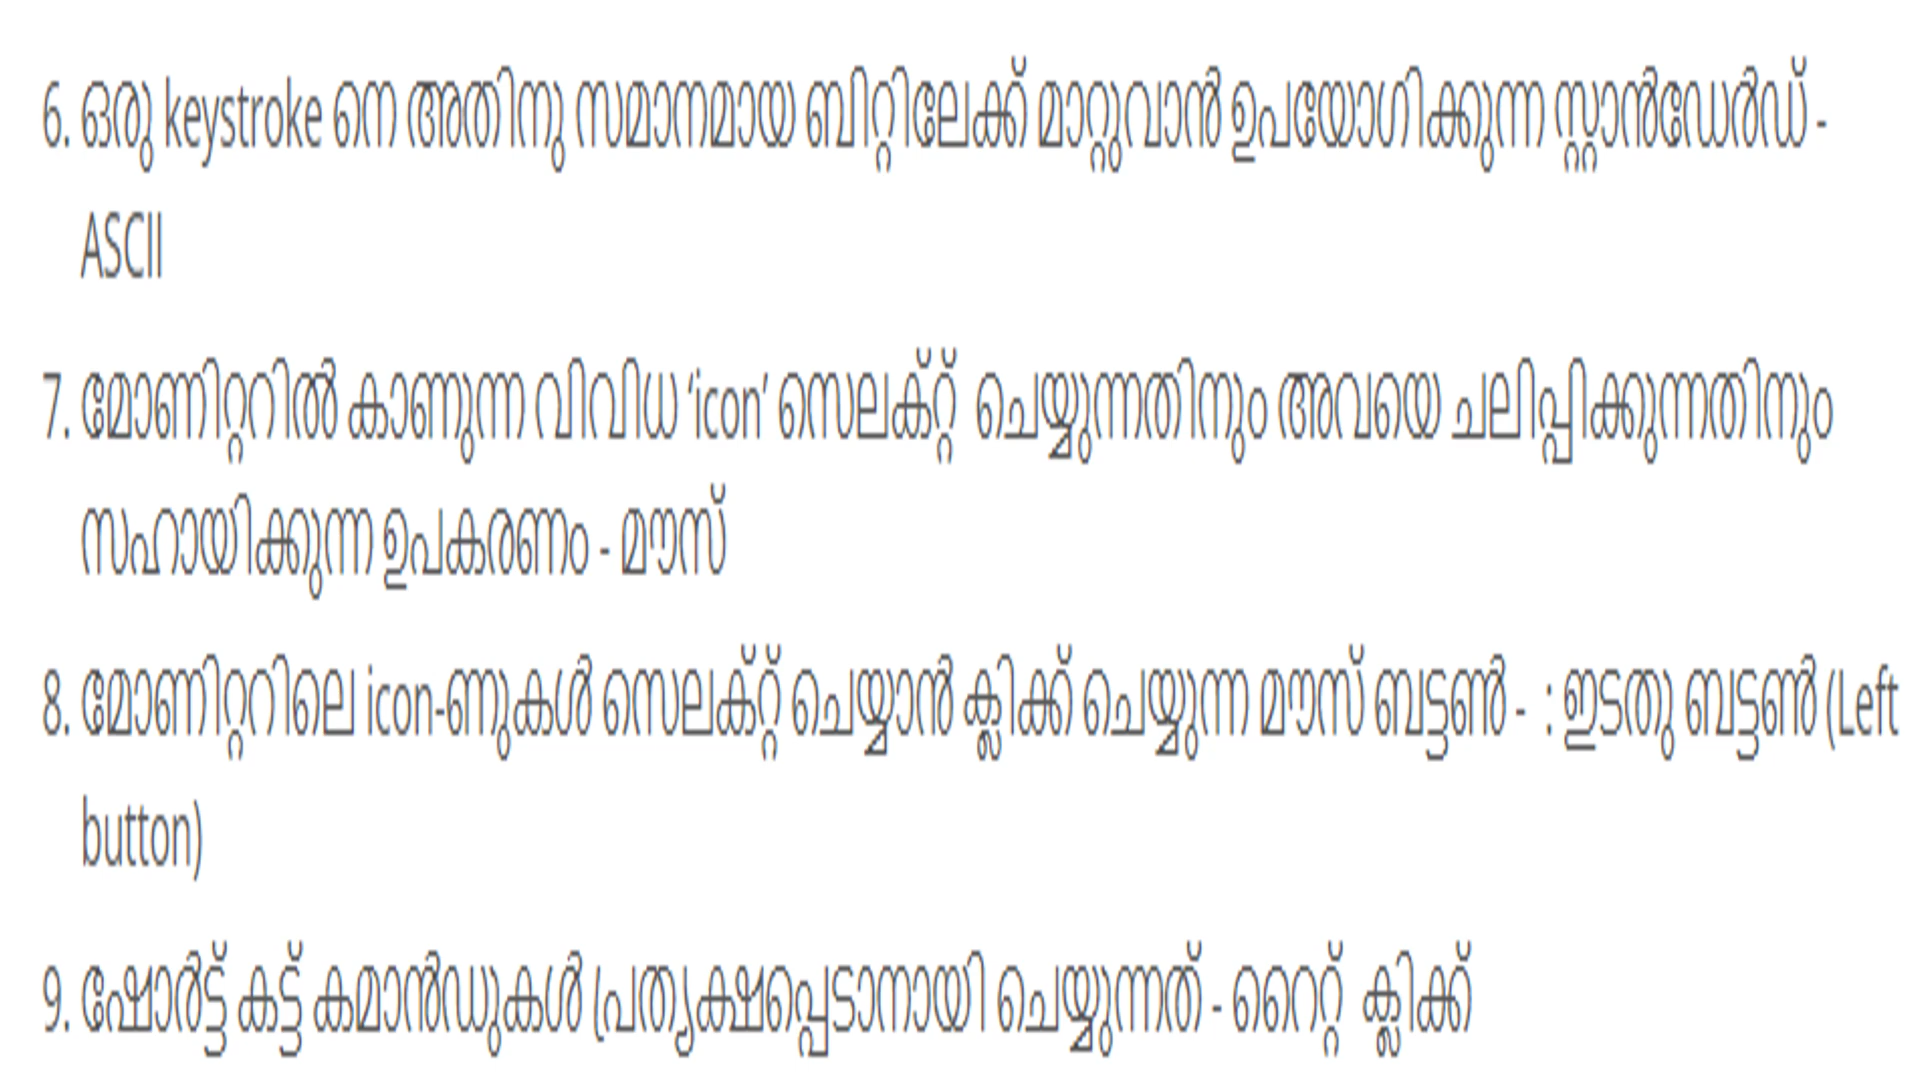 6. ഒരു keystroke നെ അതിനു സമാനമായ ബിറ്റിലേക്ക് മാറ്റുവാൻ ഉപയോഗിക്കുന്ന സ്റ്റാൻഡേർഡ് -
ASCII
7. മോണിറ്ററിൽ കാണുന്ന വിവിധ ‘icon’ സെലക്റ്റ് ചെയ്യുന്നതിനും അവയെ ചലിപ്പിക്കുന്നതിനും
സഹായിക്കുന്ന ഉപകരണം - മൗസ്
8. മോണിറ്ററിലെ icon-ണുകൾ സെലക്റ്റ് ചെയ്യാൻ ക്ലിക്ക് ചെയ്യുന്ന മൗസ് ബട്ടൺ - : ഇടതു ബട്ടൺ (Left
button)
9. ഷോർട്ട് കട്ട് കമാൻഡുകൾ പ്രത്യക്ഷപ്പെടാനായി ചെയ്യുന്നത് - റൈറ്റ് ക്ലിക്ക്